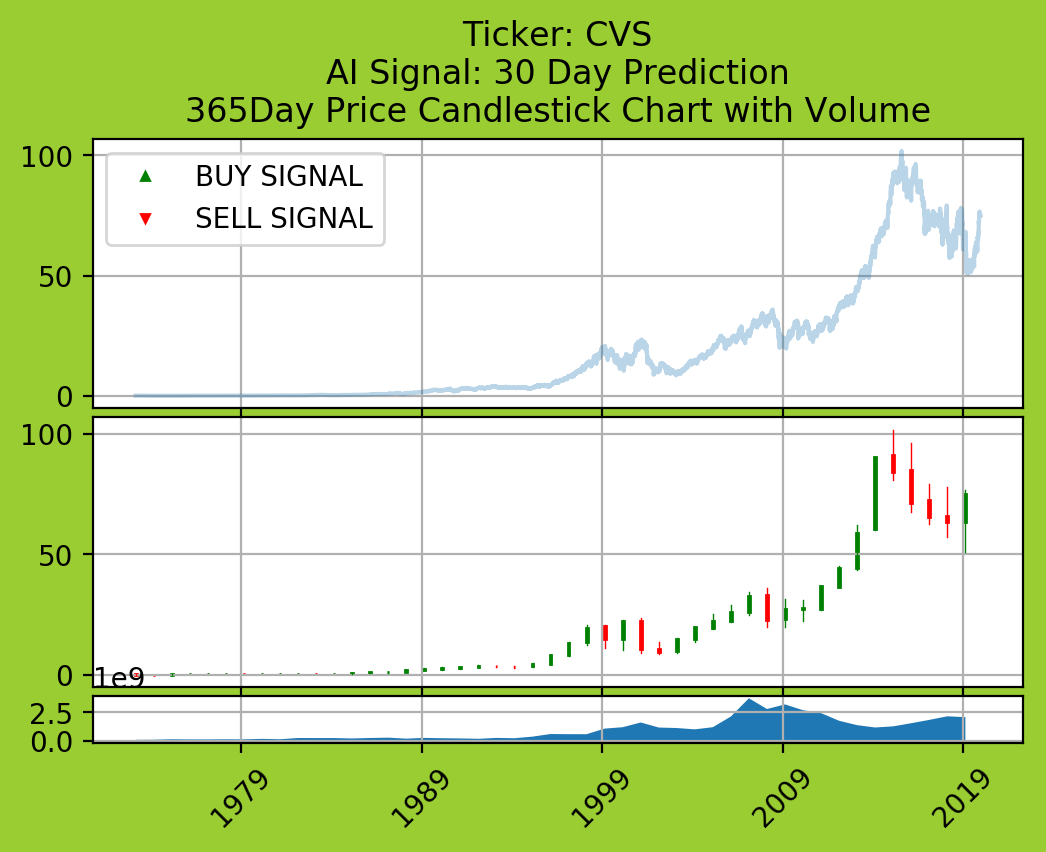 Ticker: CVS
AI Signal: 30 Day Prediction
365Day Price Candlestick Chart with Volume
100
BUY SIGNAL
SELL SIGNAL
50
0
100
50
0
1e9
2.5
0.0
1979
1989
1999
2009
2019